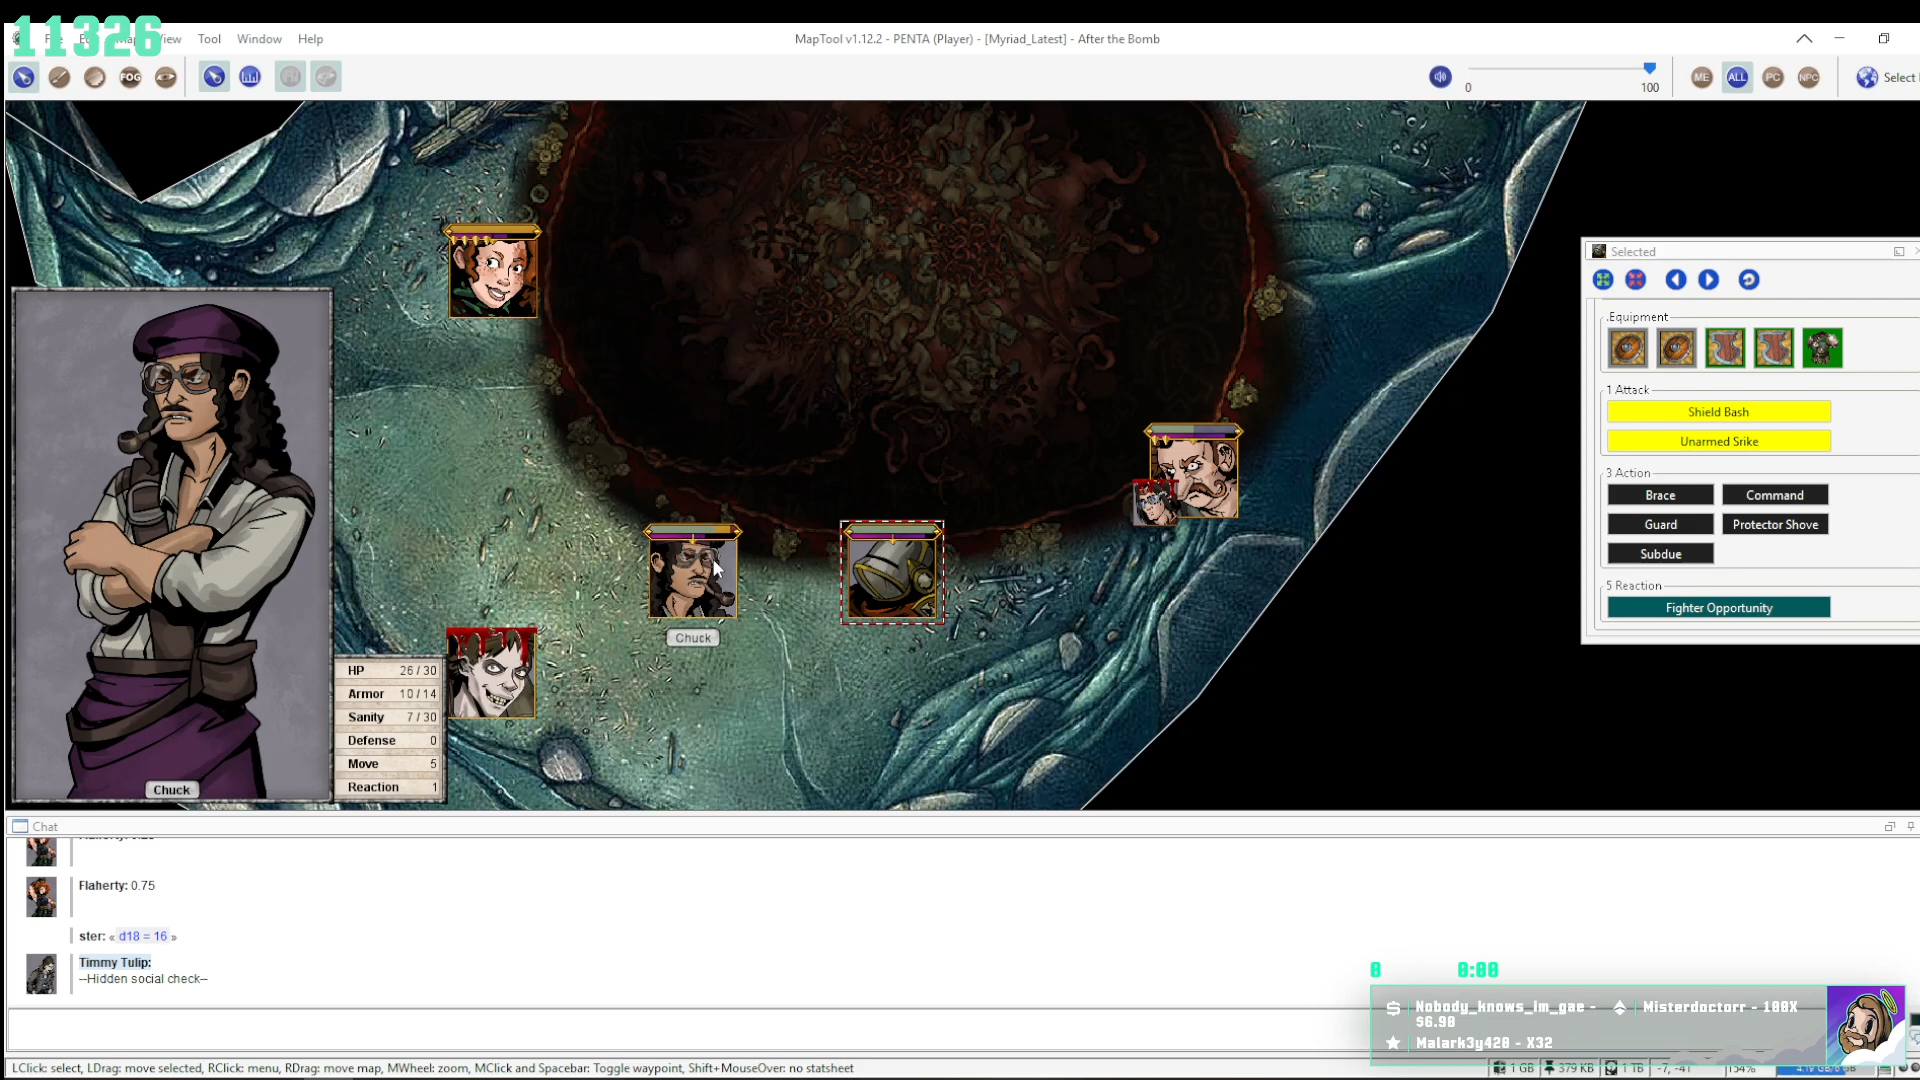 11326
Tool Window Help
MapTool v1.12.2 - PENTA (Player) - [Myriad_Latest] - After the Bomb
FOG
0 100
ME ALL PC NPC
Select
Selected
.Equipment
1 Attack
Shield Bash
Unarmed Srike
3 Action
Brace Command
Guard Protector Shove
Subdue
5 Reaction
Fighter Opportunity
Chuck
HP 26 / 30
Armor 10 / 14
Sanity 7 / 30
Defense 0
Move 5
Reaction 1
Chuck
Chat
Flaherty: 0.75
ster: « d18 = 16 »
Timmy Tulip:
--Hidden social check--
0 0:00
Nobody_knows_im_gae - $6.90
Misterdoctorr - 100X
Malark3y420 - X32
LClick: select, LDrag: move selected, RClick: menu, RDrag: move map, MWheel: zoom, MClick and Spacebar: Toggle waypoint, Shift+MouseOver: no statsheet
1 GB 379 KB 1 TB -7, -41 154%